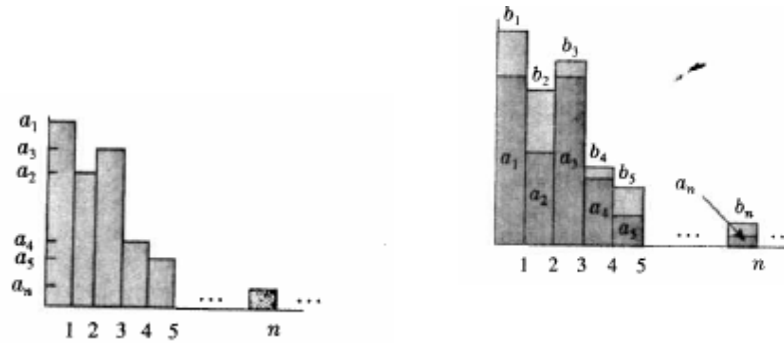 a₁
a₃
a₂
a₄
a₅
aₙ
...
...
1 2 3 4 5 n
b₁
b₂
b₃
b₄
b₅
bₙ
a₁
a₂
a₃
a₄
a₅
aₙ
...
...
1 2 3 4 5 n